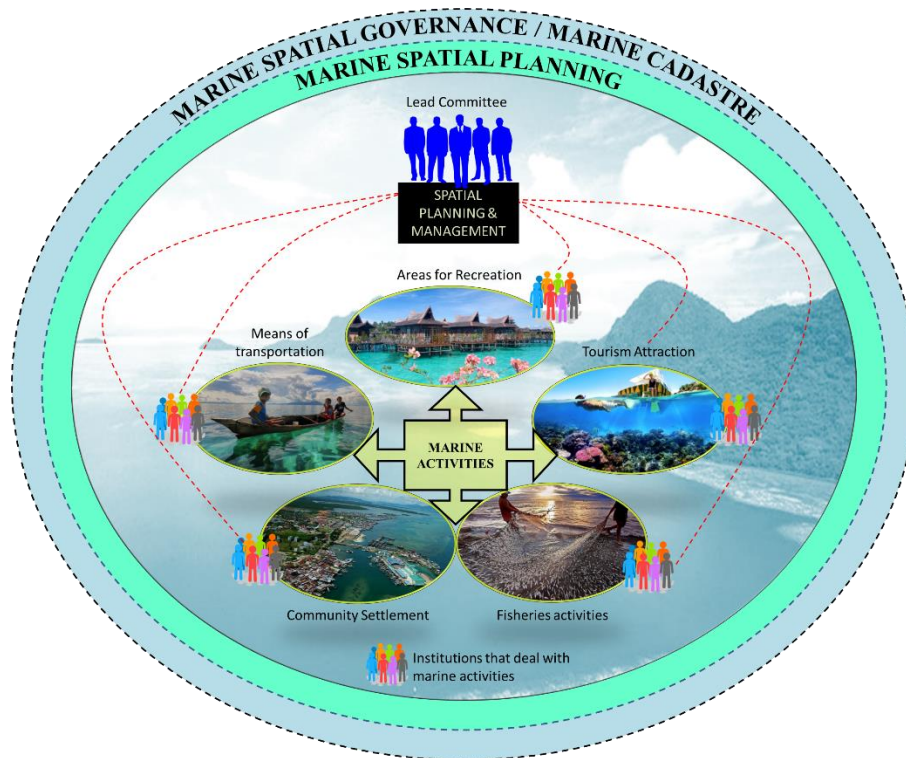 MARINE SPATIAL GOVERNANCE / MARINE CADASTRE
MARINE SPATIAL PLANNING
Lead Committee
SPATIAL
PLANNING &
MANAGEMENT
Areas for Recreation
Means of
transportation
Tourism Attraction
MARINE
ACTIVITIES
Community Settlement
Fisheries activities
Institutions that deal with
marine activities